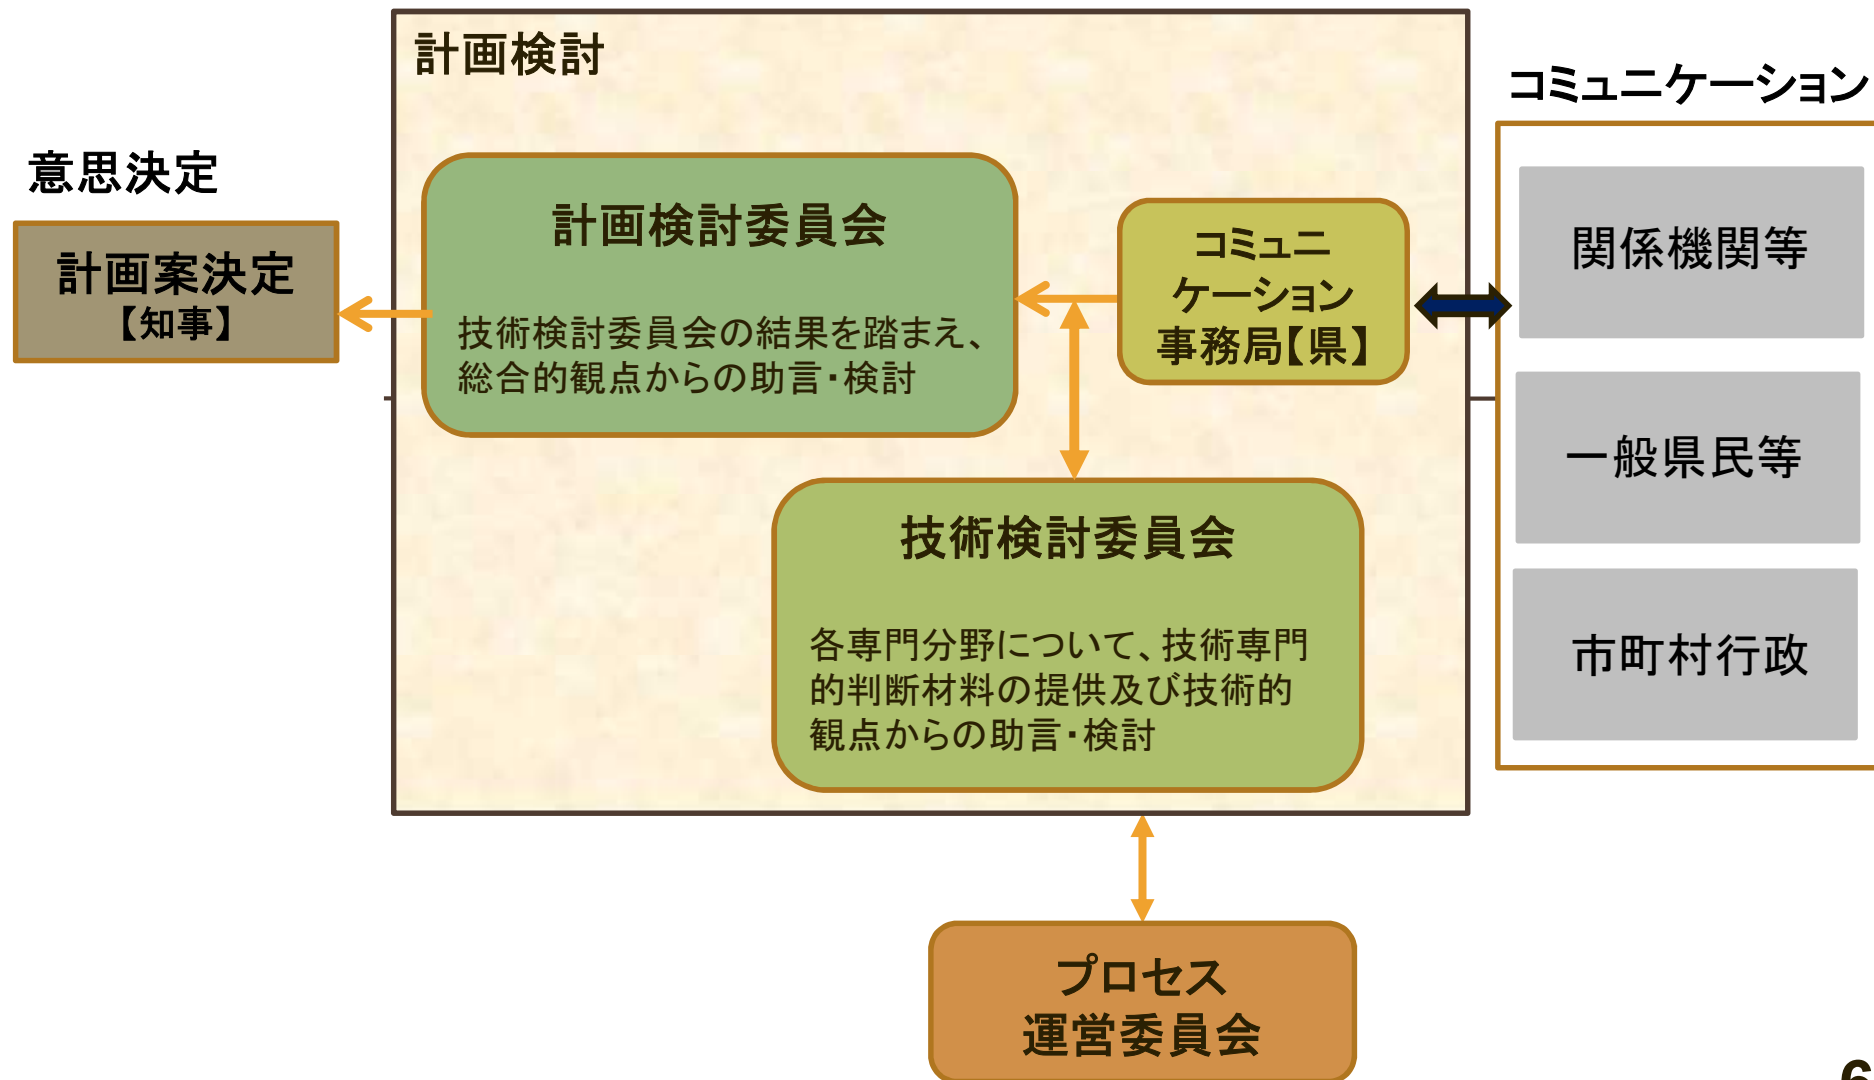 計画検討
コミュニケーション
意思決定
計画案決定
【知事】
計画検討委員会
技術検討委員会の結果を踏まえ、
総合的観点からの助言・検討
コミュニ
ケーション
事務局【県】
関係機関等
一般県民等
市町村行政
技術検討委員会
各専門分野について、技術専門
的判断材料の提供及び技術的
観点からの助言・検討
プロセス
運営委員会
6